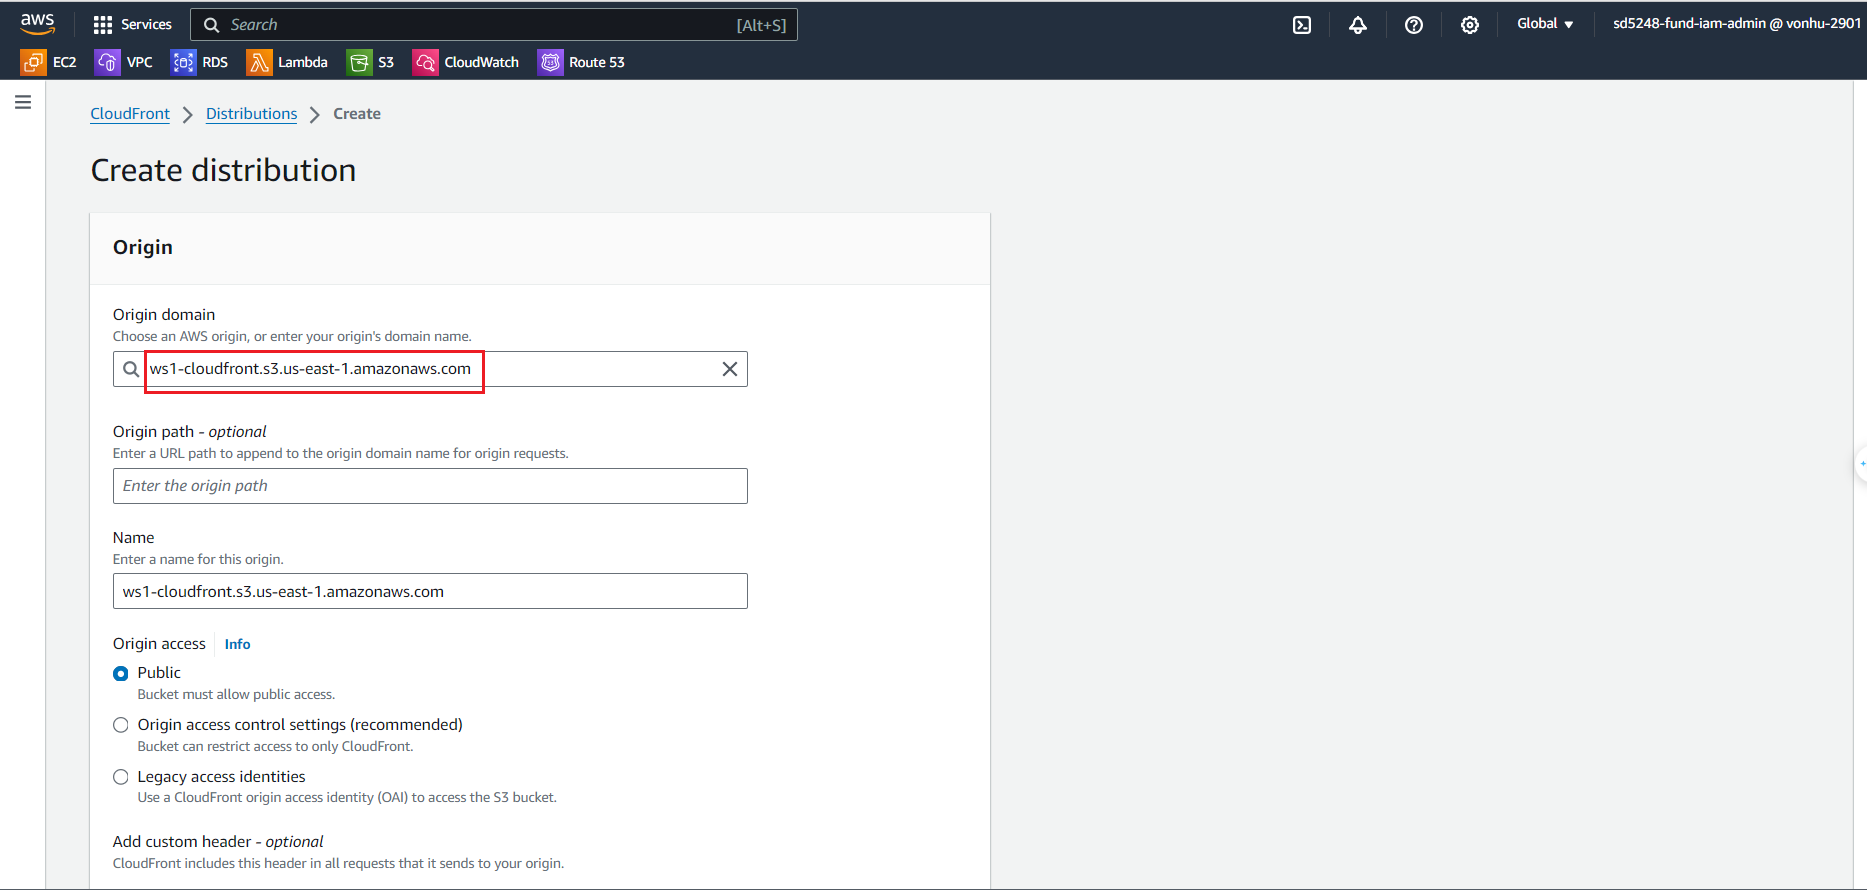 aws
Services
Search
[Alt+S]
Global
sd5248-fund-iam-admin @ vonhu-2901
EC2
VPC
RDS
Lambda
S3
CloudWatch
Route 53
CloudFront
Distributions
Create
Create distribution
Origin
Origin domain
Choose an AWS origin, or enter your origin's domain name.
ws1-cloudfront.s3.us-east-1.amazonaws.com
Origin path - optional
Enter a URL path to append to the origin domain name for origin requests.
Enter the origin path
Name
Enter a name for this origin.
ws1-cloudfront.s3.us-east-1.amazonaws.com
Origin access
Info
Public
Bucket must allow public access.
Origin access control settings (recommended)
Bucket can restrict access to only CloudFront.
Legacy access identities
Use a CloudFront origin access identity (OAI) to access the S3 bucket.
Add custom header - optional
CloudFront includes this header in all requests that it sends to your origin.